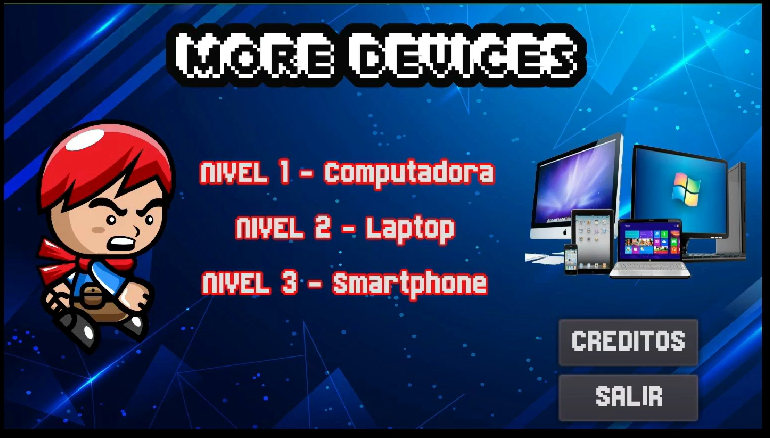 MORE DEVICES
NIVEL 1 - Computadora
NIVEL 2 - Laptop
NIVEL 3 - Smartphone
CREDITOS
SALIR